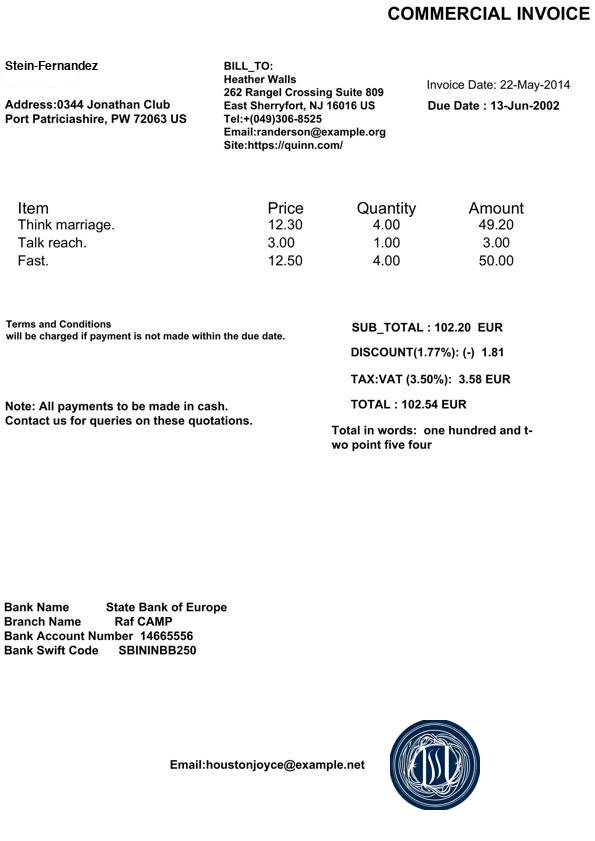 COMMERCIAL INVOICE
Stein-Fernandez
Address:0344 Jonathan Club
Port Patriciashire, PW 72063 US
BILL_TO:
Heather Walls
262 Rangel Crossing Suite 809
East Sherryfort, NJ 16016 US
Tel:+(049)306-8525
Email:randerson@example.org
Site:https://quinn.com/
Invoice Date: 22-May-2014
Due Date : 13-Jun-2002
Item Price Quantity Amount
Think marriage. 12.30 4.00 49.20
Talk reach. 3.00 1.00 3.00
Fast. 12.50 4.00 50.00
Terms and Conditions
will be charged if payment is not made within the due date.
SUB_TOTAL : 102.20 EUR
DISCOUNT(1.77%): (-) 1.81
TAX:VAT (3.50%): 3.58 EUR
TOTAL : 102.54 EUR
Note: All payments to be made in cash.
Contact us for queries on these quotations.
Total in words: one hundred and t-
wo point five four
Bank Name State Bank of Europe
Branch Name Raf CAMP
Bank Account Number 14665556
Bank Swift Code SBININBB250
Email:houstonjoyce@example.net